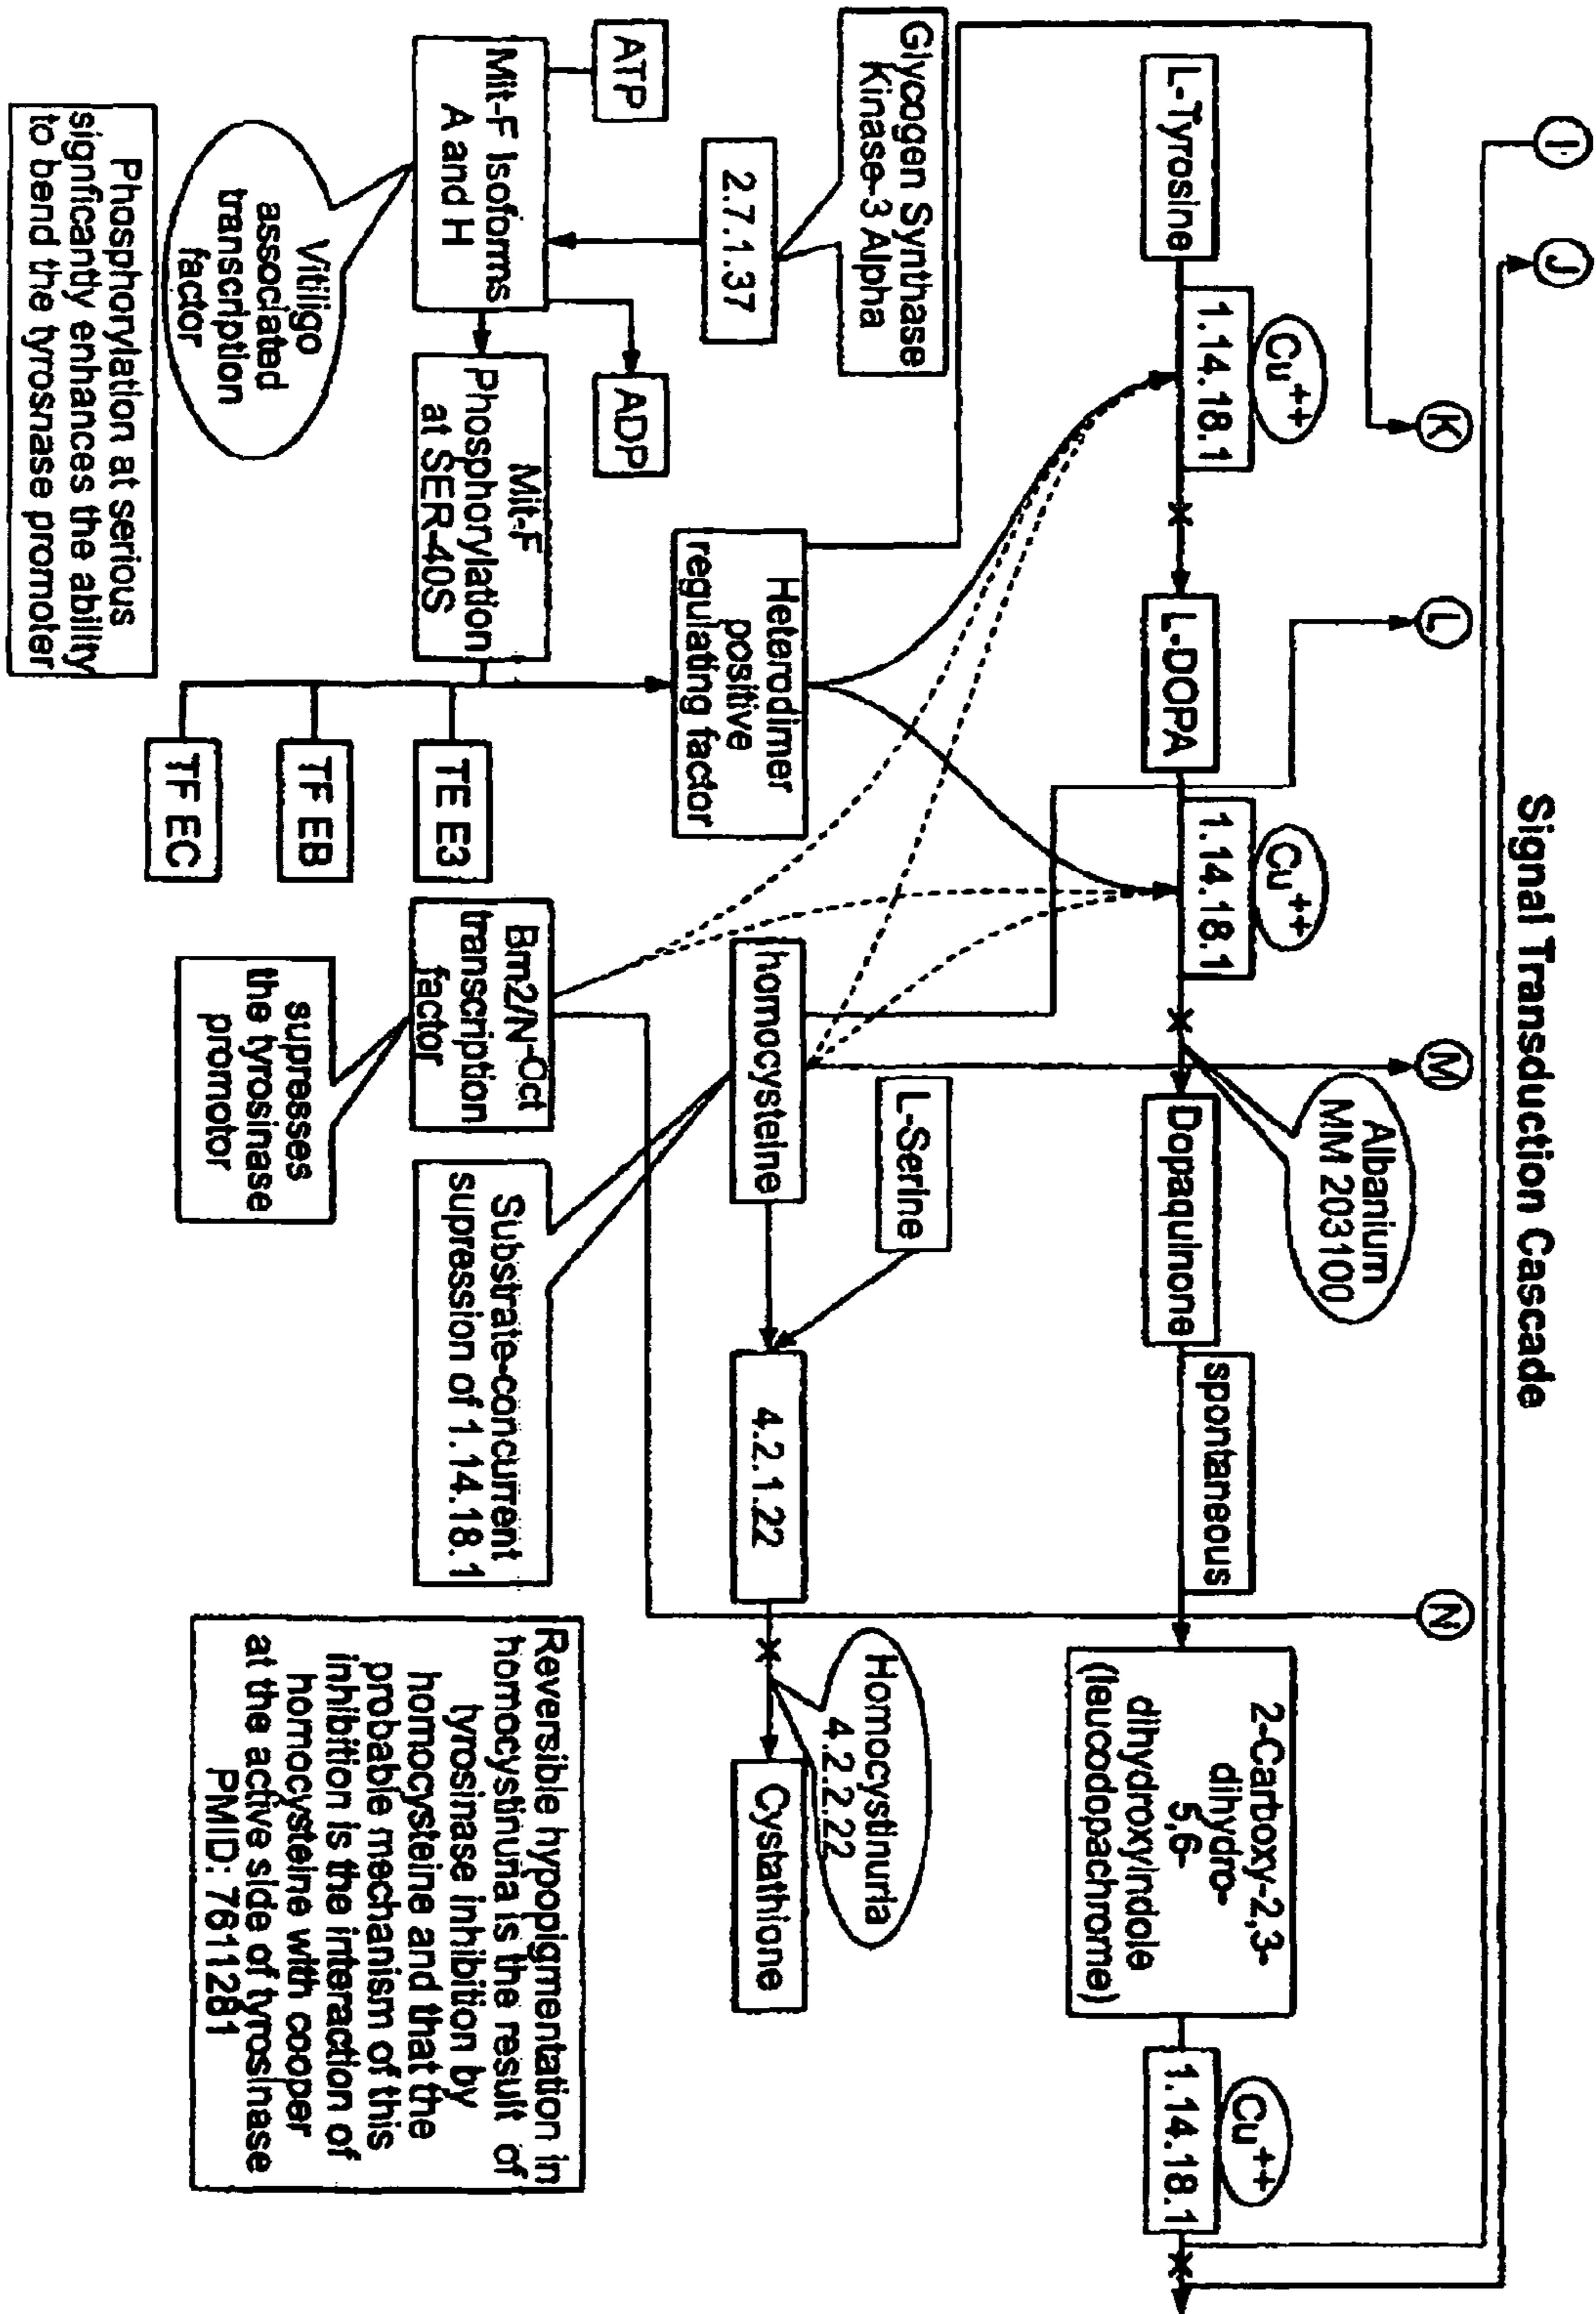 Signal Transduction Cascade
I
J
K
L
M
N
L-Tyrosine
1.14.18.1
Cu++
L-DOPA
1.14.18.1
Cu++
Albanium
MM 203100
Dopaquinone
spontaneous
2-Carboxy-2,3-
dihydro-
5,6-
dihydroxylndole
(leucodopachrome)
1.14.18.1
Cu++
Glycogen Synthase
Kinase-3 Alpha
2.7.1.37
ATP
ADP
Mit-F Isoforms
A and H
Mit-F
Phosphorylation
at SER-40S
Vitiligo
associated
transcription
factor
Phosphorylation at serious
signficantly enhances the ability
to bend the tyrosnase promoter
Heterodimer
positive
regulating factor
TE E3
TF EB
TF EC
L-Serine
homocysteine
4.2.1.22
Homocystinuria
4.2.2.22
Cystathione
Bm2/N-Oct
transcription
factor
supresses
the tyrosinase
promotor
Substrate-concurrent
supression of 1.14.18.1
Reversible hypopigmentation in
homocystinuna is the result of
tyrosinase inhibition by
homocysteine and that the
probable mechanism of this
inhibition is the interaction of
homocysteine with cooper
at the active side of tyrosinase
PMID: 7611281